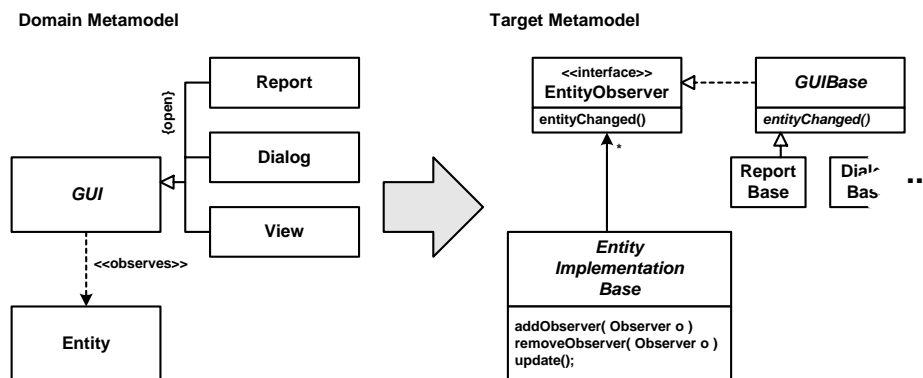 Domain Metamodel
Report
{open}
Dialog
GUI
View
<<observes>>
Entity
Target Metamodel
<<interface>>
EntityObserver
entityChanged()
*
GUIBase
entityChanged()
Report
Base
..
Entity
Implementation
Base
addObserver( Observer o )
removeObserver( Observer o )
update();